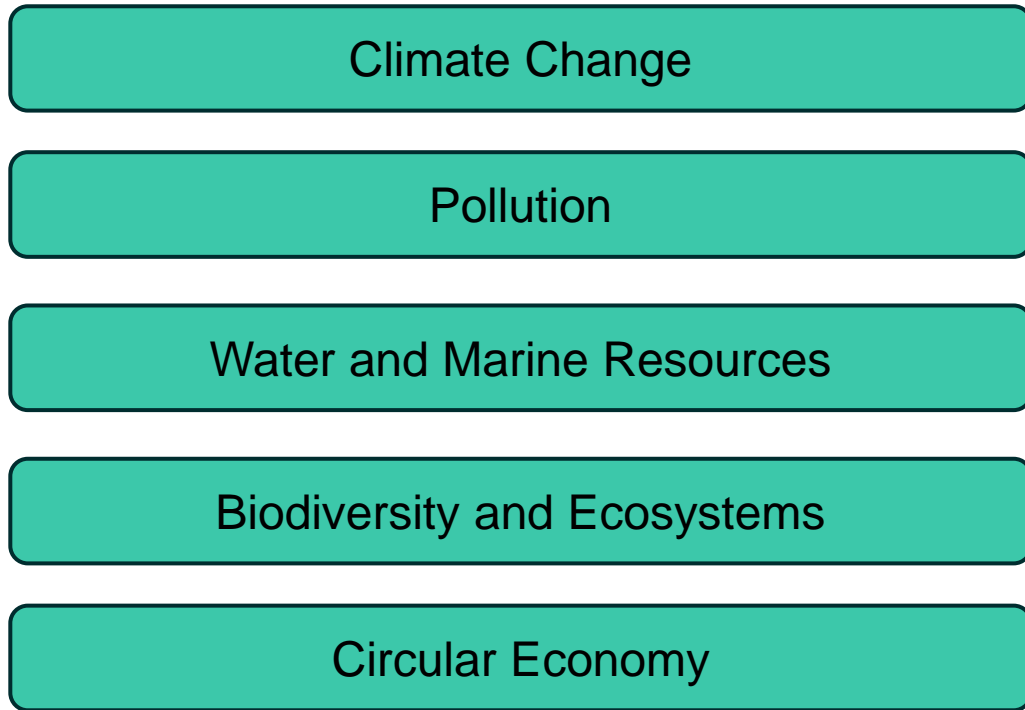 Climate Change
Pollution
Water and Marine Resources
Biodiversity and Ecosystems
Circular Economy